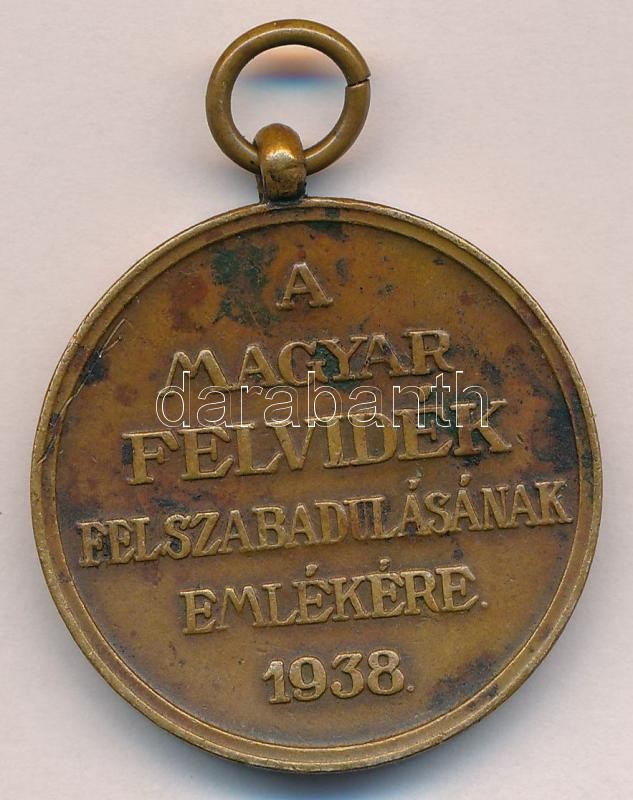 A
MAGYAR
darabanth
FELVIDÉK
FELSZABADULÁSÁNAK
EMLÉKÉRE.
1938.